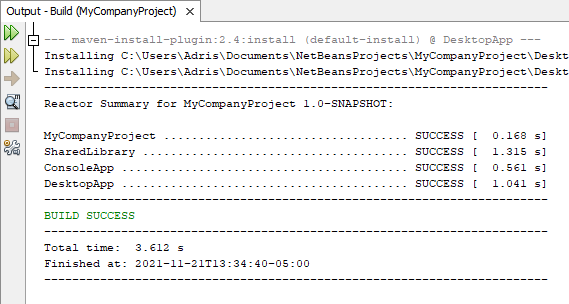 Output - Build (MyCompanyProject) ×
--- maven-install-plugin:2.4:install (default-install) @ DesktopApp ---
Installing C:\Users\Adris\Documents\NetBeansProjects\MyCompanyProject\Deskt
Installing C:\Users\Adris\Documents\NetBeansProjects\MyCompanyProject\Deskt
------------------------------------------------------------------------
Reactor Summary for MyCompanyProject 1.0-SNAPSHOT:

MyCompanyProject ................................... SUCCESS [  0.168 s]
SharedLibrary ...................................... SUCCESS [  1.315 s]
ConsoleApp ......................................... SUCCESS [  0.561 s]
DesktopApp ......................................... SUCCESS [  1.041 s]
------------------------------------------------------------------------
BUILD SUCCESS
------------------------------------------------------------------------
Total time:  3.612 s
Finished at: 2021-11-21T13:34:40-05:00
------------------------------------------------------------------------